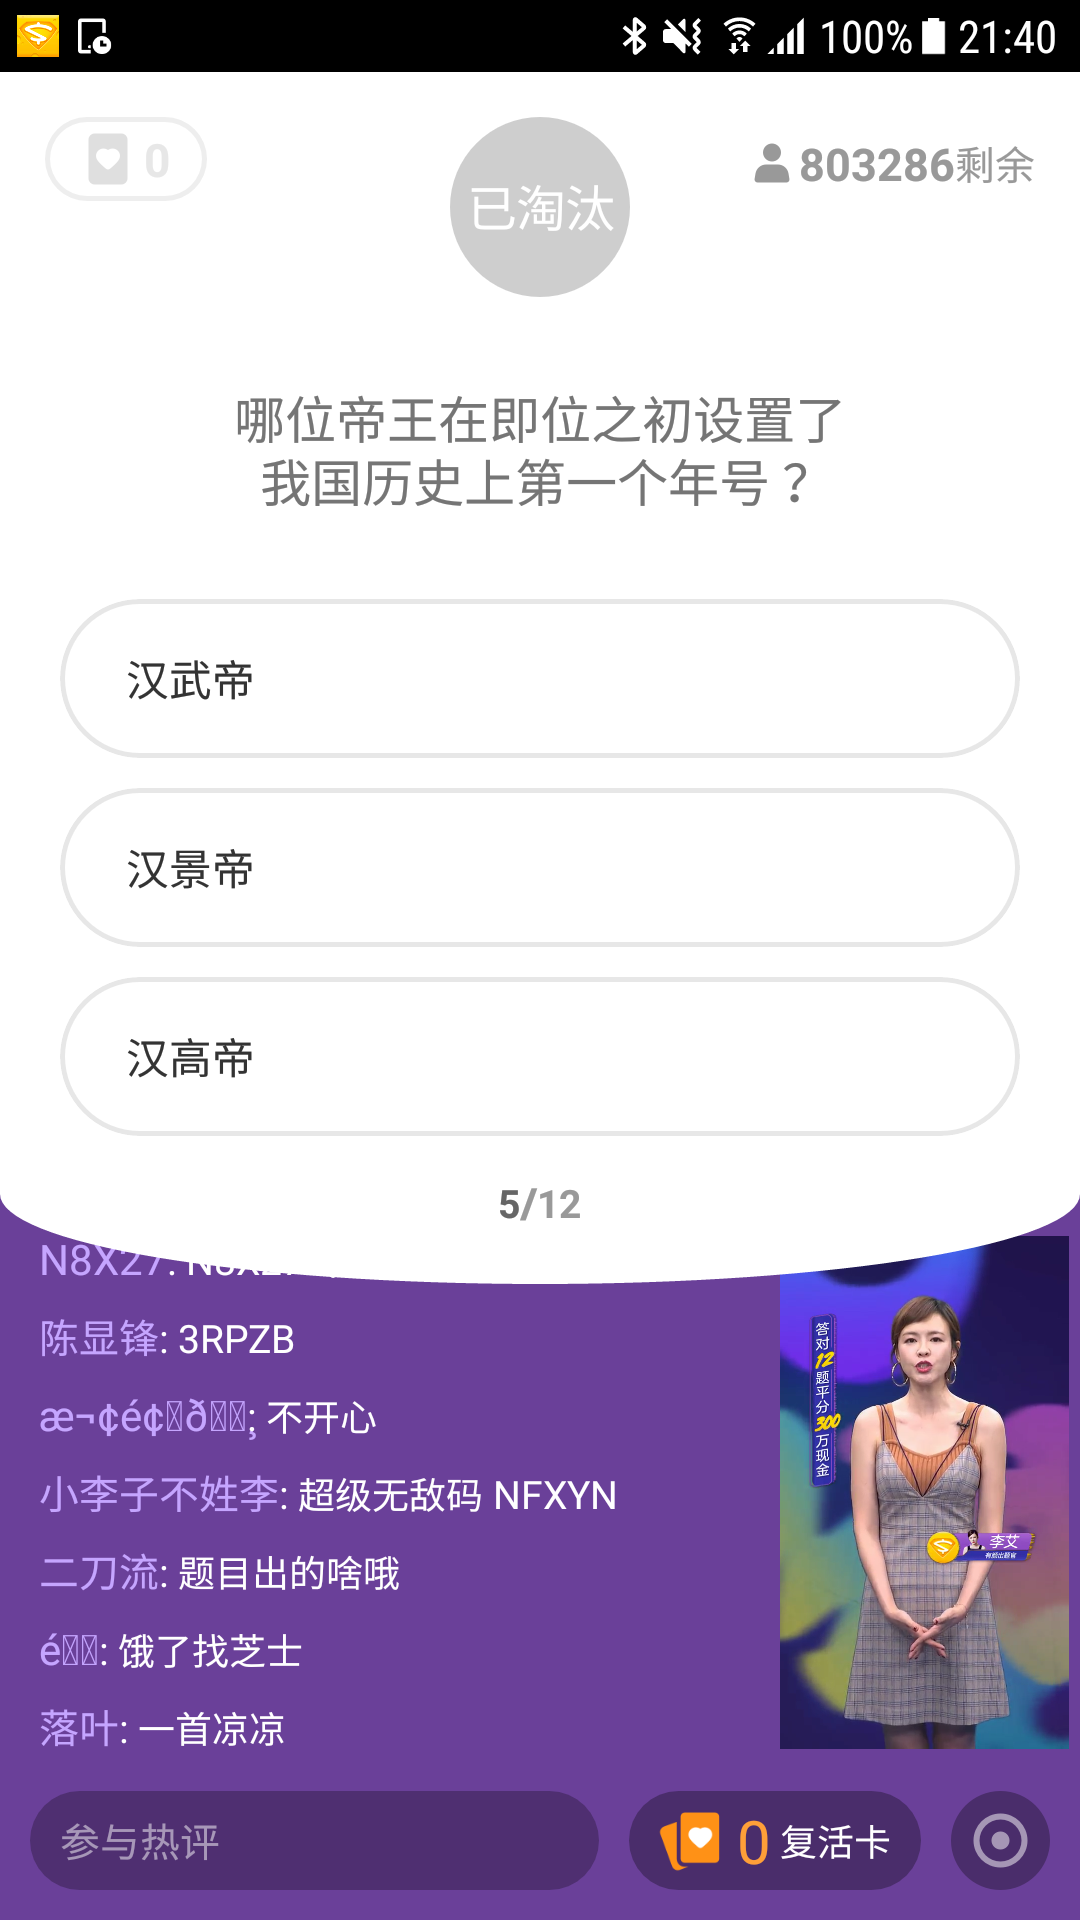 100% 21:40
0
已淘汰
803286剩余
哪位帝王在即位之初设置了
我国历史上第一个年号？
汉武帝
汉景帝
汉高帝
5/12
N8X27:
陈显锋: 3RPZB
不开心
小李子不姓李: 超级无敌码 NFXYN
二刀流: 题目出的啥哦
饿了找芝士
落叶: 一首凉凉
答对12题平分300万现金
李艾
有颜出题官
参与热评
0 复活卡